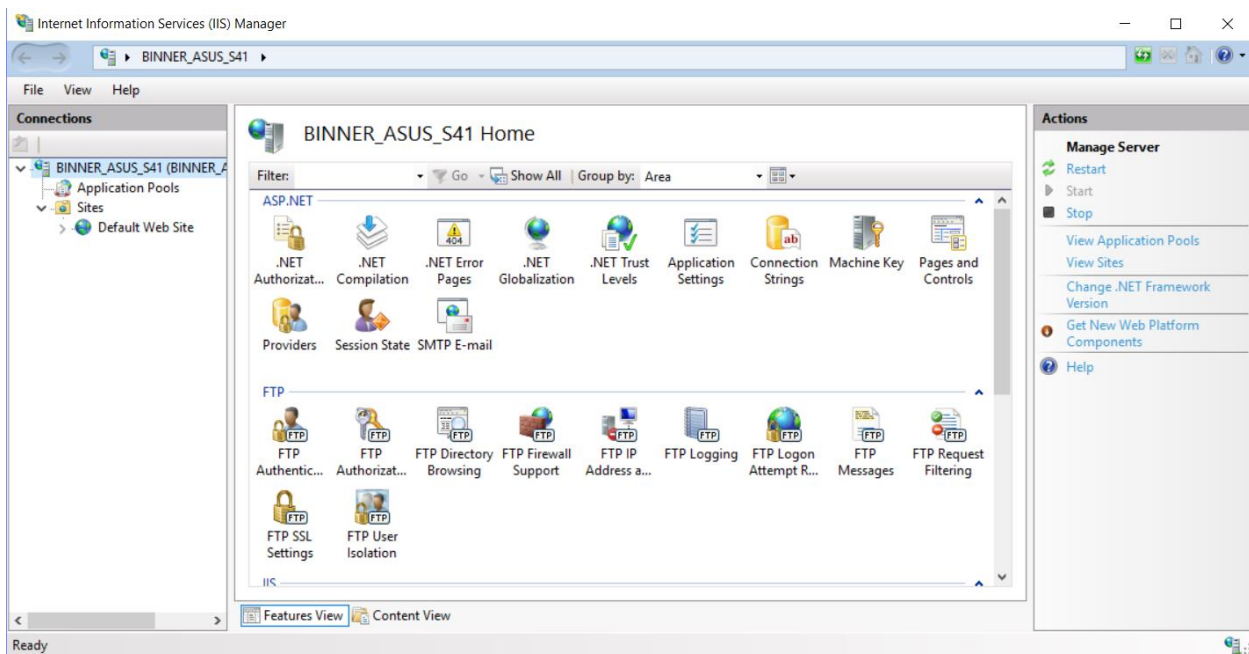 Internet Information Services (IIS) Manager
BINNER_ASUS_S41
File View Help
Connections
BINNER_ASUS_S41 (BINNER_A
Application Pools
Sites
Default Web Site
BINNER_ASUS_S41 Home
Filter: Go Show All Group by: Area
ASP.NET
.NET Authorizat...
.NET Compilation
.NET Error Pages
.NET Globalization
.NET Trust Levels
Application Settings
Connection Strings
Machine Key
Pages and Controls
Providers
Session State
SMTP E-mail
FTP
FTP Authentic...
FTP Authorizat...
FTP Directory Browsing
FTP Firewall Support
FTP IP Address a...
FTP Logging
FTP Logon Attempt R...
FTP Messages
FTP Request Filtering
FTP SSL Settings
FTP User Isolation
IIS
Features View Content View
Actions
Manage Server
Restart
Start
Stop
View Application Pools
View Sites
Change .NET Framework
Version
Get New Web Platform
Components
Help
Ready